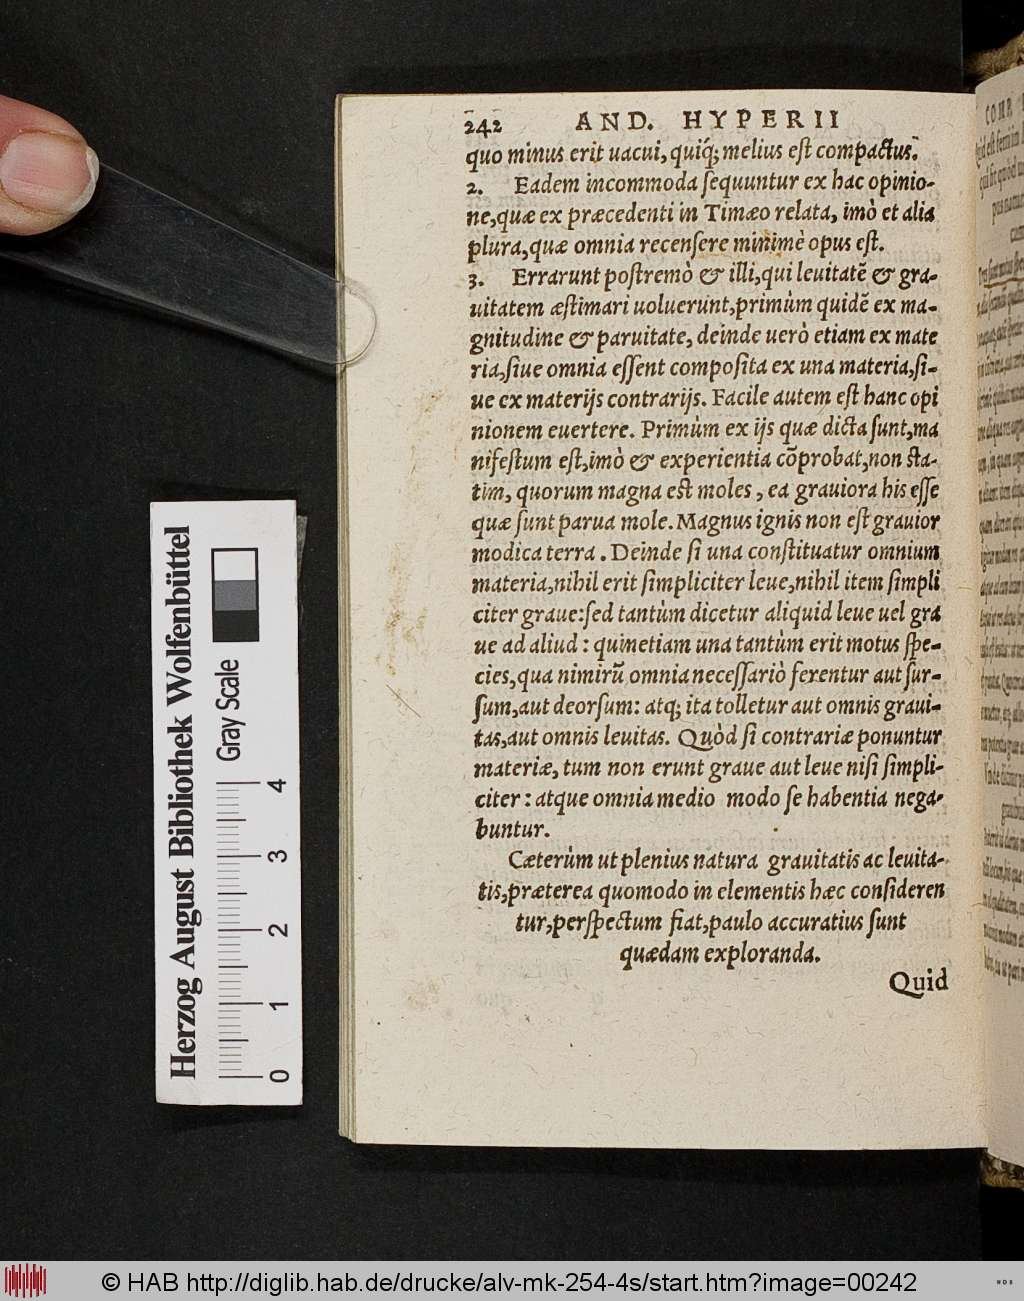 242 AND. HYPERII
quo minus erit uacui, quiq́; melius est compactus.
2. Eadem incommoda sequuntur ex hac opinio-
ne, quæ ex præcedenti in Timæo relata, imò et alia
plura, quæ omnia recensere minimè opus est.
3. Errarunt postremò & illi, qui leuitatẽ & gra-
uitatem æstimari uoluerunt, primùm quidẽ ex ma-
gnitudine & paruitate, deinde uerò etiam ex mate
ria, siue omnia essent composita ex una materia, si-
ue ex materijs contrarijs. Facile autem est hanc opi
nionem euertere. Primùm ex ijs quæ dicta sunt, ma
nifestum est, imò & experientia cõprobat, non sta-
tim, quorum magna est moles, ea grauiora his esse
quæ sunt parua mole. Magnus ignis non est grauior
modica terra. Deinde si una constituatur omnium
materia, nihil erit simpliciter leue, nihil item simpli
citer graue: sed tantùm dicetur aliquid leue uel gra
ue ad aliud: quinetiam una tantùm erit motus spe-
cies, qua nimirũ omnia necessariò ferentur aut sur-
sum, aut deorsum: atq; ita tolletur aut omnis graui-
tas, aut omnis leuitas. Quòd si contrariæ ponuntur
materiæ, tum non erunt graue aut leue nisi simpli-
citer: atque omnia medio modo se habentia nega-
buntur.
Cæterùm ut plenius natura grauitatis ac leuita-
tis, præterea quomodo in elementis hæc consideren
tur, perspectum fiat, paulo accuratius sunt
quædam exploranda.
Quid
COMP.
Herzog August Bibliothek Wolfenbüttel
Gray Scale
0 1 2 3 4
© HAB http://diglib.hab.de/drucke/alv-mk-254-4s/start.htm?image=00242